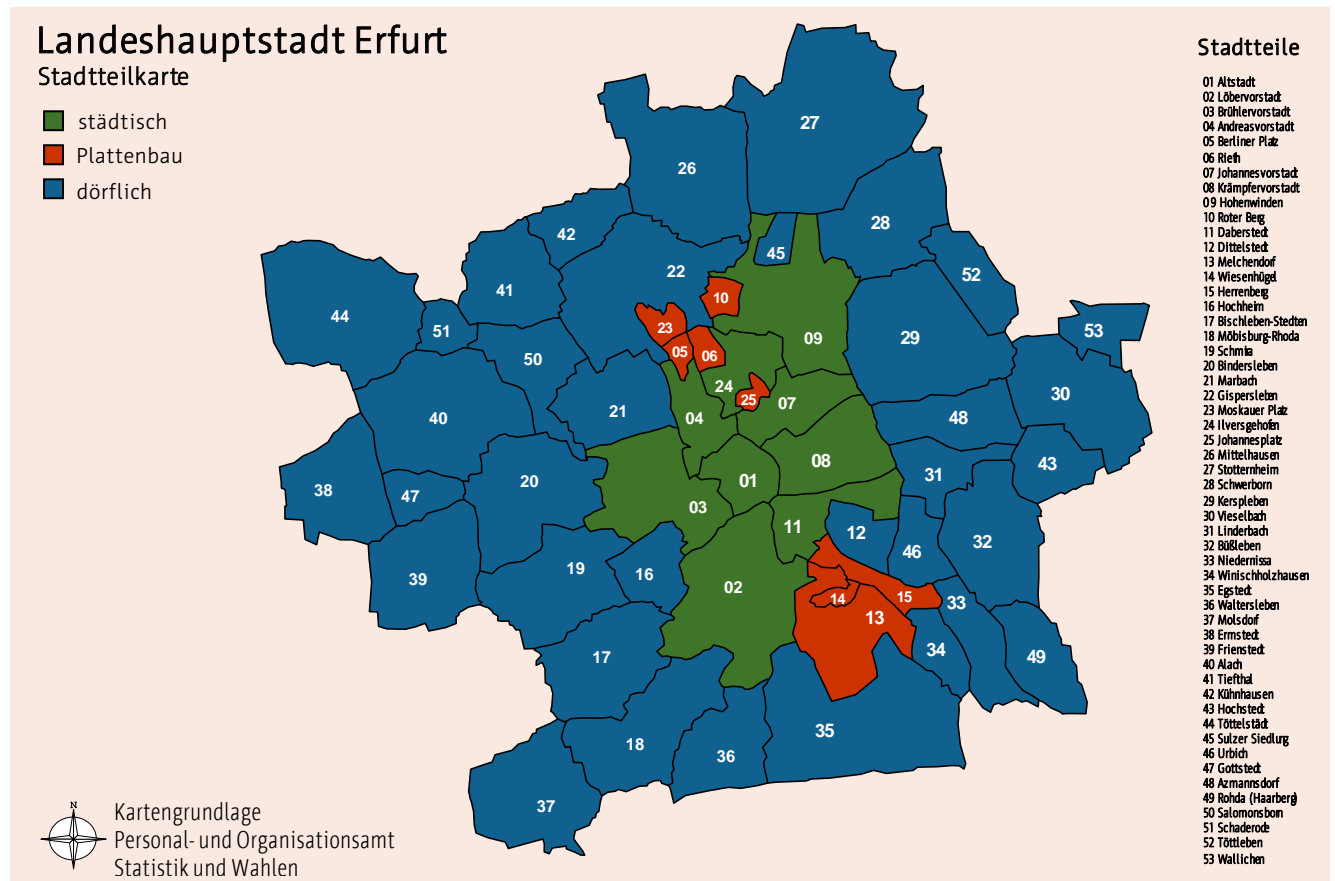 Landeshauptstadt Erfurt
Stadtteilkarte
städtisch
Plattenbau
dörflich
Stadtteile
01 Altstadt
02 Löbervorstadt
03 Brühlervorstadt
04 Andreasvorstadt
05 Berliner Platz
06 Rieth
07 Johannesvorstadt
08 Krämpfervorstadt
09 Hohenwinden
10 Roter Berg
11 Daberstedt
12 Dittelstedt
13 Melchendorf
14 Wiesenhügel
15 Herrenberg
16 Hochheim
17 Bischleben-Stedten
18 Möbisburg-Rhoda
19 Schmira
20 Bindersleben
21 Marbach
22 Gispersleben
23 Moskauer Platz
24 Ilversgehofen
25 Johannesplatz
26 Mittelhausen
27 Stotternheim
28 Schwerborn
29 Kerspleben
30 Vieselbach
31 Linderbach
32 Büßleben
33 Niedernissa
34 Winischholzhausen
35 Egstedt
36 Waltersleben
37 Molsdorf
38 Ermstedt
39 Frienstedt
40 Alach
41 Tiefthal
42 Kühnhausen
43 Hochstedt
44 Töttelstädt
45 Sulzer Siedlung
46 Urbich
47 Gottstedt
48 Azmannsdorf
49 Rohda (Haarberg)
50 Salomonsborn
51 Schaderode
52 Töttleben
53 Wallichen
27
26
28
42
45
22
52
41
10
44
23
51
53
09
29
05
06
50
24
30
25
07
21
04
40
48
08
43
31
01
20
38
47
03
11
12
32
46
19
16
39
02
14
15
33
13
34
17
49
35
18
36
37
N
Kartengrundlage
Personal- und Organisationsamt
Statistik und Wahlen